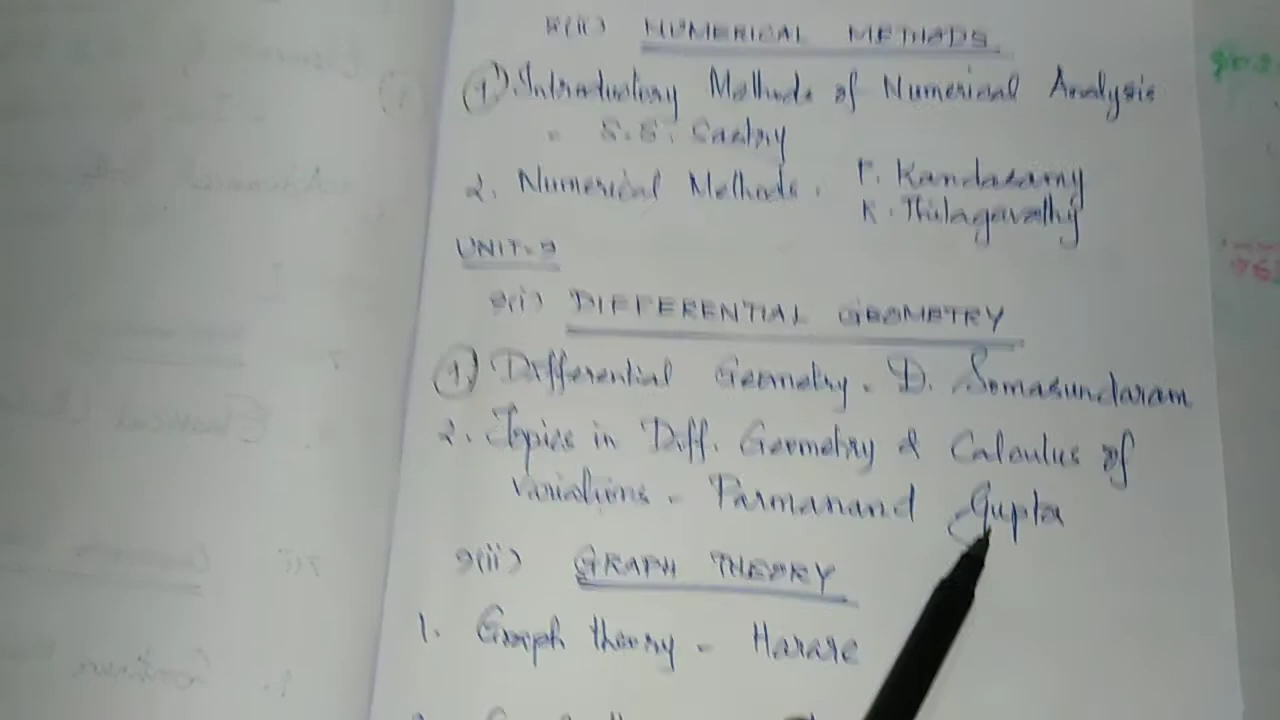 8(ii) NUMERICAL METHODS
1) Introductory Methods of Numerical Analysis
- S.S. Sastry
2. Numerical Methods. P. Kandasamy
K. Thilagavathy
UNIT-9
9(i) DIFFERENTIAL GEOMETRY
1) Differential Geometry. D. Somasundaram
2. Topics in Diff. Geometry & Calculus of
Variations - Parmanand Gupta
9(ii) GRAPH THEORY
1. Graph theory - Harare